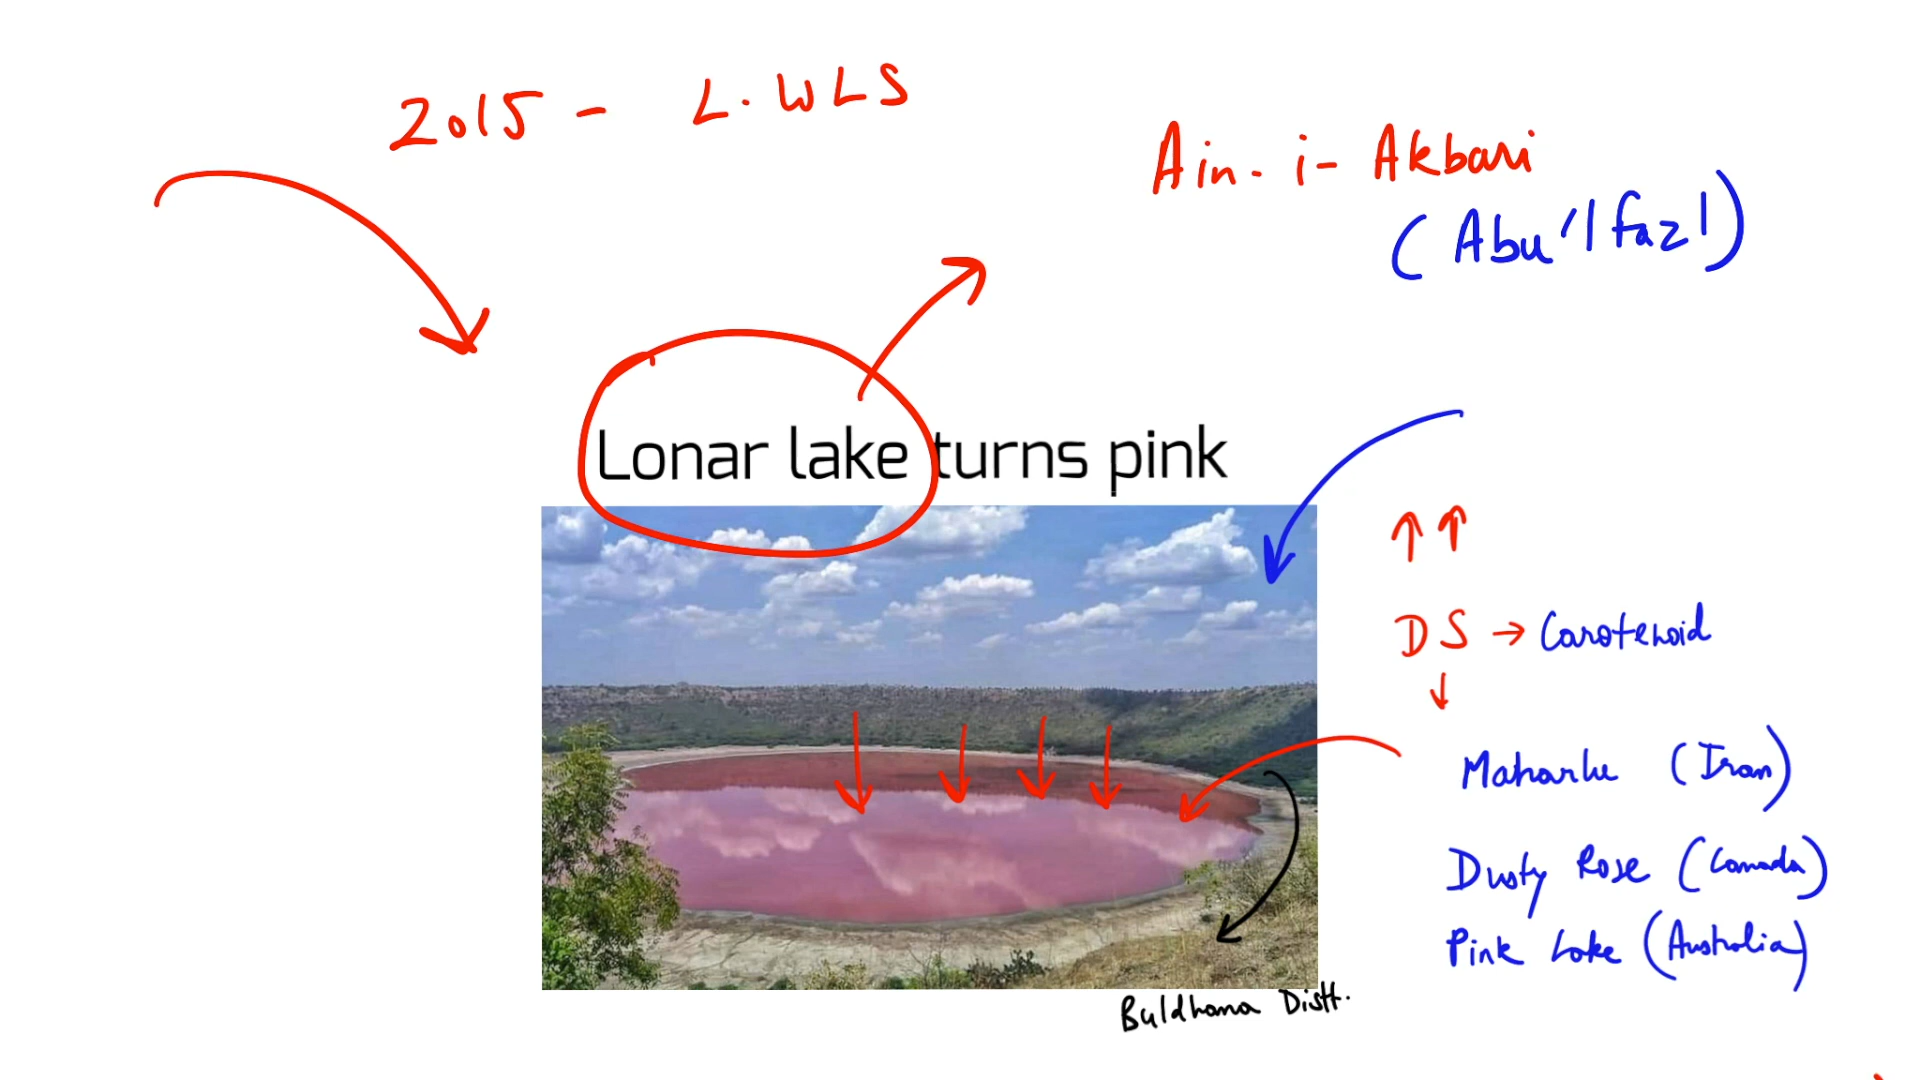 2015 - L.WLS
Ain-i-Akbari
(Abu'l fazl)
Lonar lake turns pink
↑↑
DS → Carotenoid
↓
Maharlu (Iran)
Dusty Rose (Canada)
Pink Lake (Australia)
Buldhana Distt.